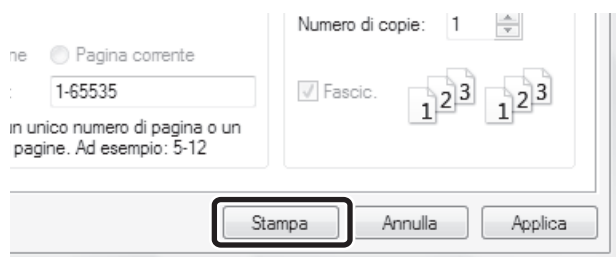 Numero di copie: 1
ne Pagina corrente
: 1-65535
Fascic.
1 2 3 1 2 3
un unico numero di pagina o un
pagine. Ad esempio: 5-12
Stampa Annulla Applica